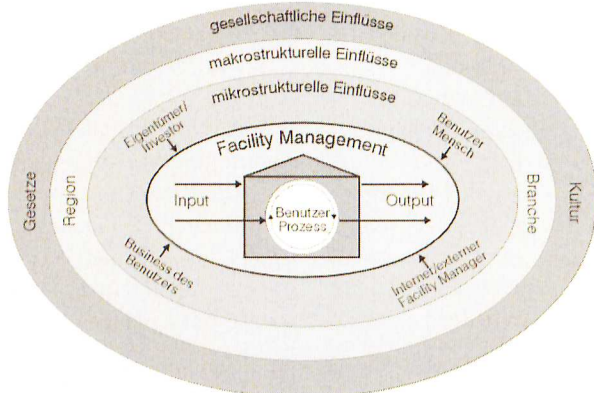 gesellschaftliche Einflüsse
makrostrukturelle Einflüsse
mikrostrukturelle Einflüsse
Eigentümer/
Investor
Benutzer
Mensch
Facility Management
Gesetze
Region
Input
Benutzer
Prozess
Output
Branche
Kultur
Business des
Benutzers
Interner/externer
Facility Manager